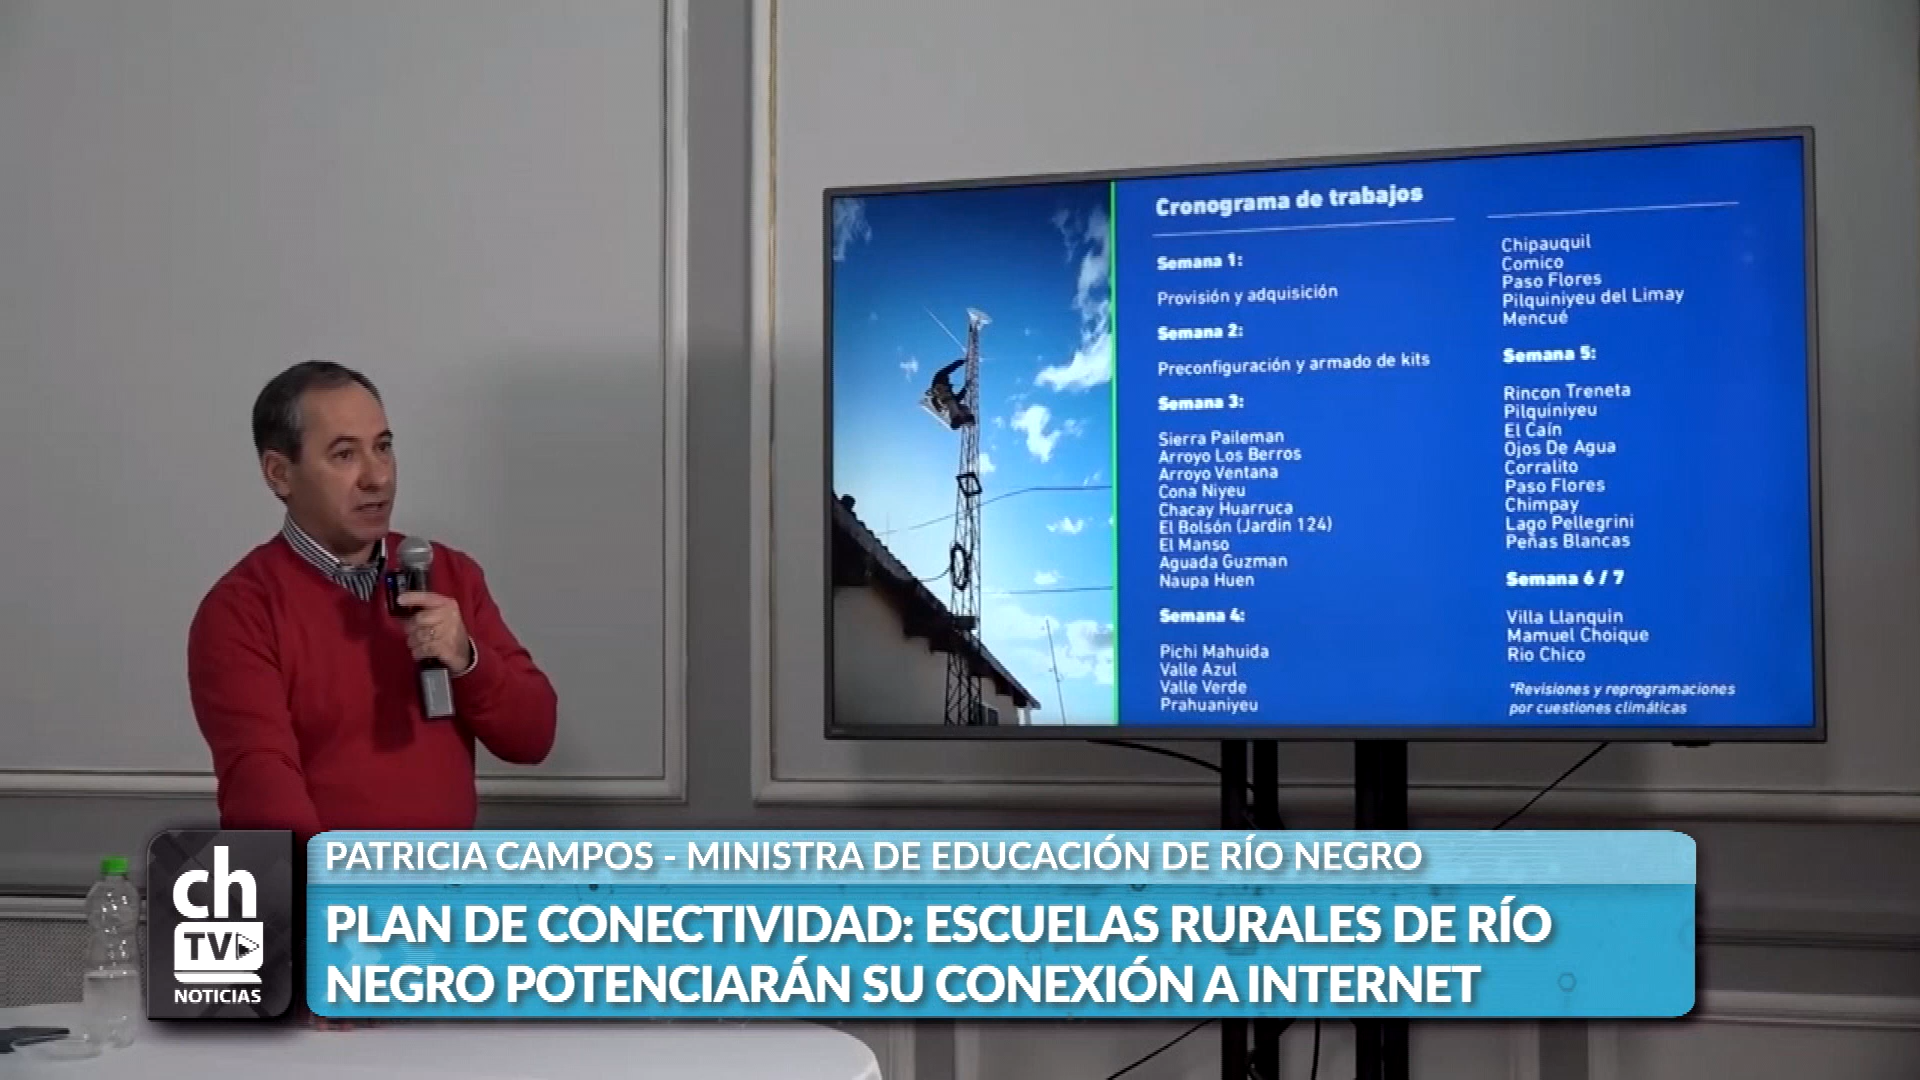 Cronograma de trabajos
Semana 1:
Provisión y adquisición
Semana 2:
Preconfiguración y armado de kits
Semana 3:
Sierra Paileman
Arroyo Los Berros
Arroyo Ventana
Cona Niyeu
Chacay Huarruca
El Bolsón (Jardin 124)
El Manso
Aguada Guzman
Naupa Huen
Semana 4:
Pichi Mahuida
Valle Azul
Valle Verde
Prahuaniyeu
Chipauquil
Comico
Paso Flores
Pilquiniyeu del Limay
Mencué
Semana 5:
Rincon Treneta
Pilquiniyeu
El Caín
Ojos De Agua
Corralito
Paso Flores
Chimpay
Lago Pellegrini
Peñas Blancas
Semana 6 / 7
Villa Llanquin
Mamuel Choique
Rio Chico
*Revisiones y reprogramaciones
por cuestiones climáticas
ch
TV
NOTICIAS
PATRICIA CAMPOS - MINISTRA DE EDUCACIÓN DE RÍO NEGRO
PLAN DE CONECTIVIDAD: ESCUELAS RURALES DE RÍO
NEGRO POTENCIARÁN SU CONEXIÓN A INTERNET